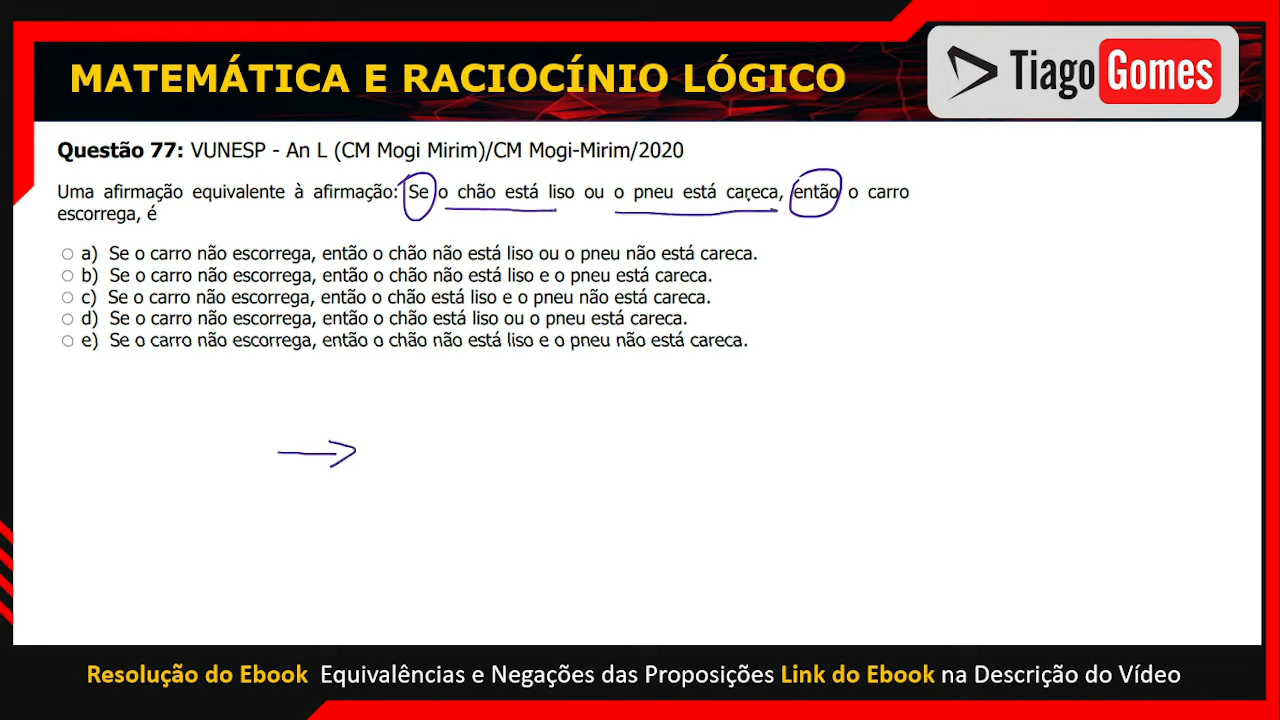 MATEMÁTICA E RACIOCÍNIO LÓGICO
Tiago Gomes
Questão 77: VUNESP - An L (CM Mogi Mirim)/CM Mogi-Mirim/2020
Uma afirmação equivalente à afirmação: Se o chão está liso ou o pneu está careca, então o carro
escorrega, é
a) Se o carro não escorrega, então o chão não está liso ou o pneu não está careca.
b) Se o carro não escorrega, então o chão não está liso e o pneu está careca.
c) Se o carro não escorrega, então o chão está liso e o pneu não está careca.
d) Se o carro não escorrega, então o chão está liso ou o pneu está careca.
e) Se o carro não escorrega, então o chão não está liso e o pneu não está careca.
Resolução do Ebook Equivalências e Negações das Proposições Link do Ebook na Descrição do Vídeo